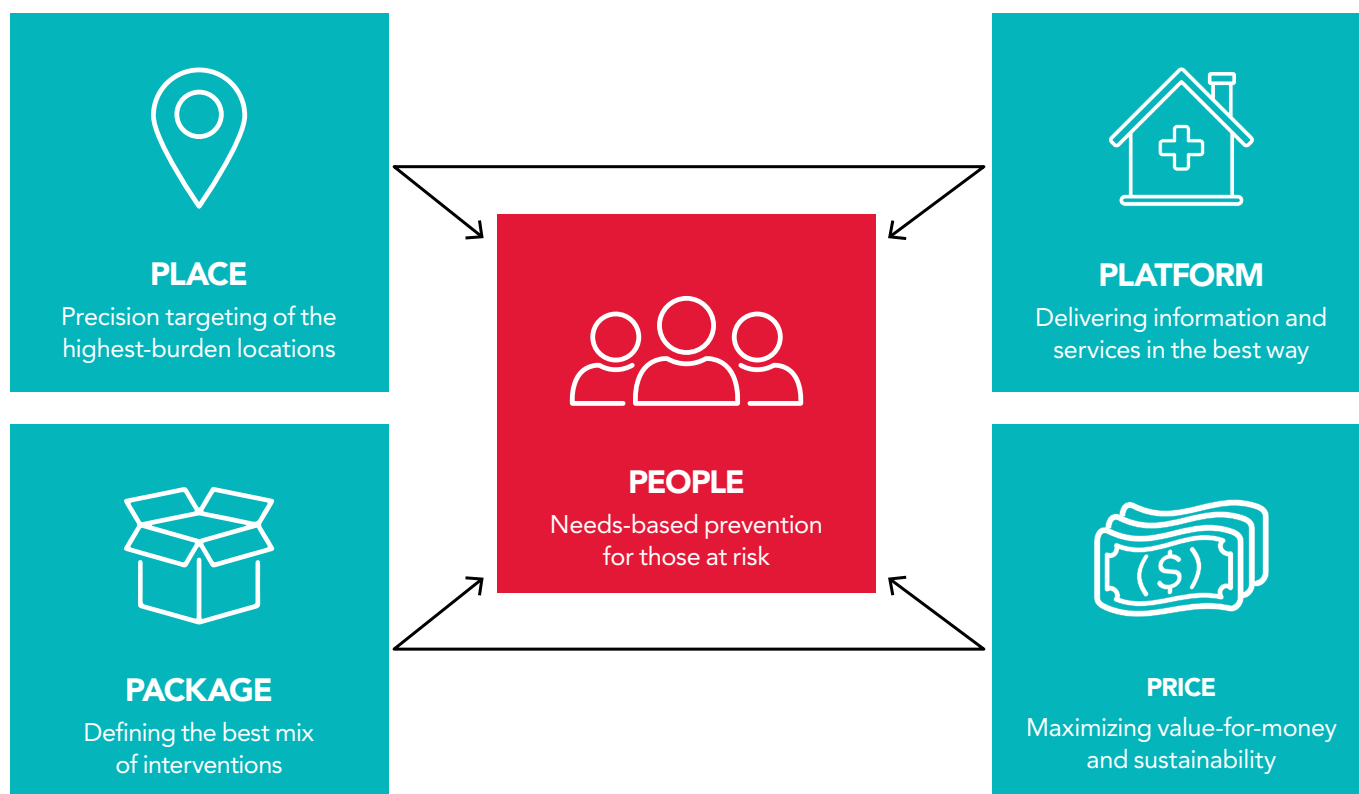 PLACE
Precision targeting of the
highest-burden locations
PLATFORM
Delivering information and
services in the best way
PEOPLE
Needs-based prevention
for those at risk
PACKAGE
Defining the best mix
of interventions
($)
PRICE
Maximizing value-for-money
and sustainability